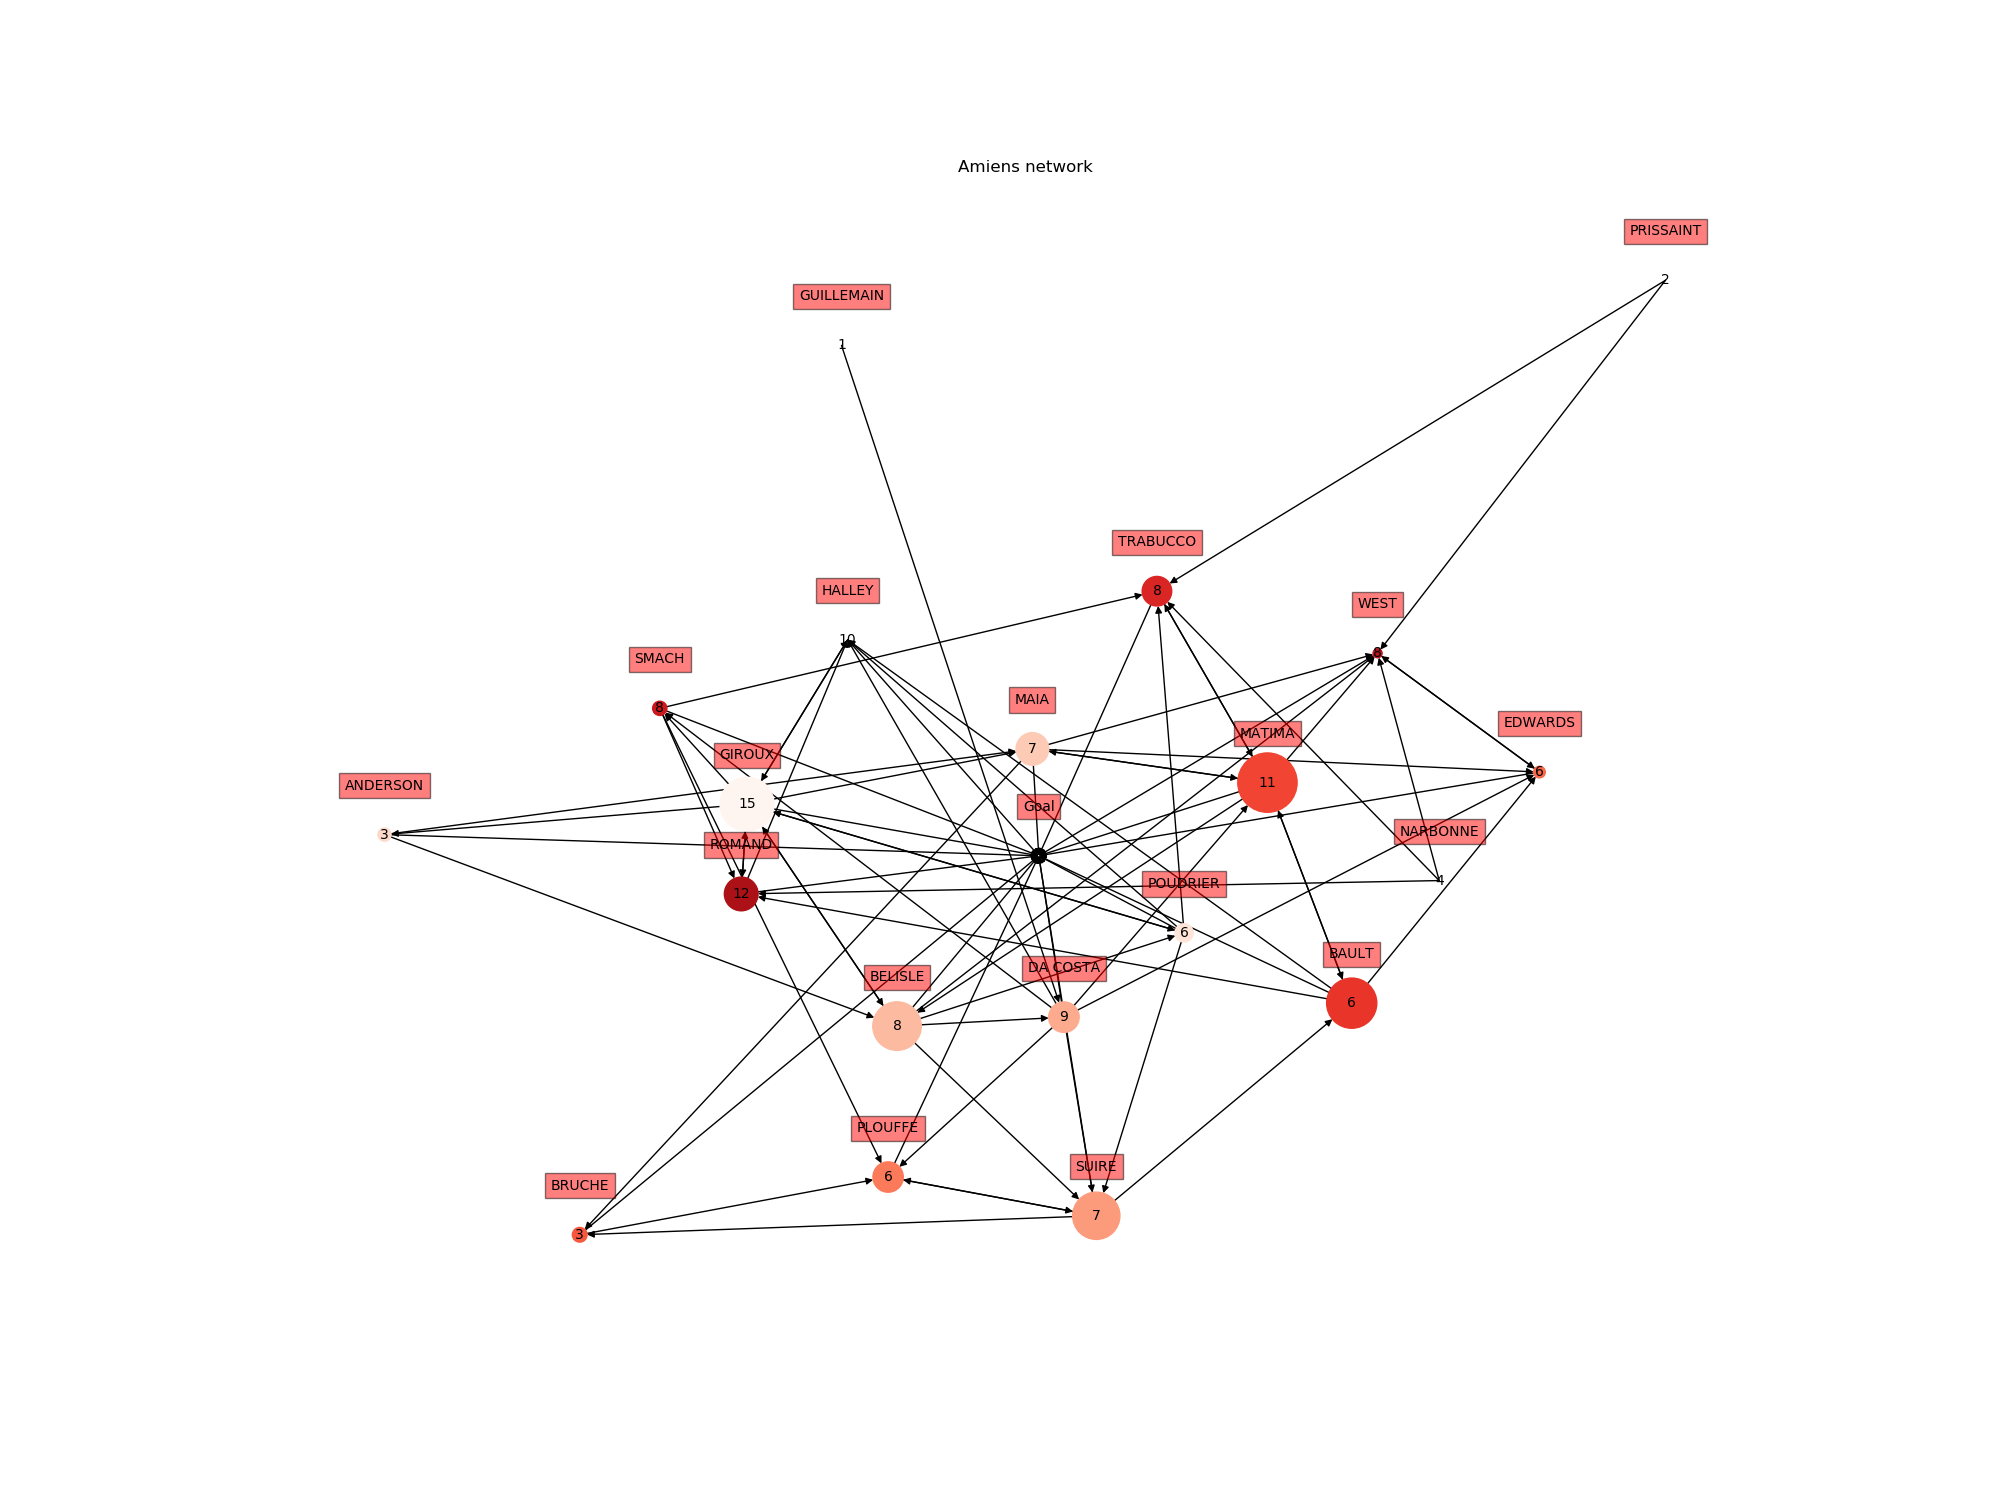 Amiens network
PRISSAINT
2
GUILLEMAIN
1
TRABUCCO
8
HALLEY
10
WEST
SMACH
8
MAIA
7
EDWARDS
6
MATIMA
11
GIROUX
15
ANDERSON
3
Goal
NARBONNE
4
ROMAND
12
POUDRIER
6
BAULT
6
DA COSTA
9
BELISLE
8
PLOUFFE
6
SUIRE
7
BRUCHE
3